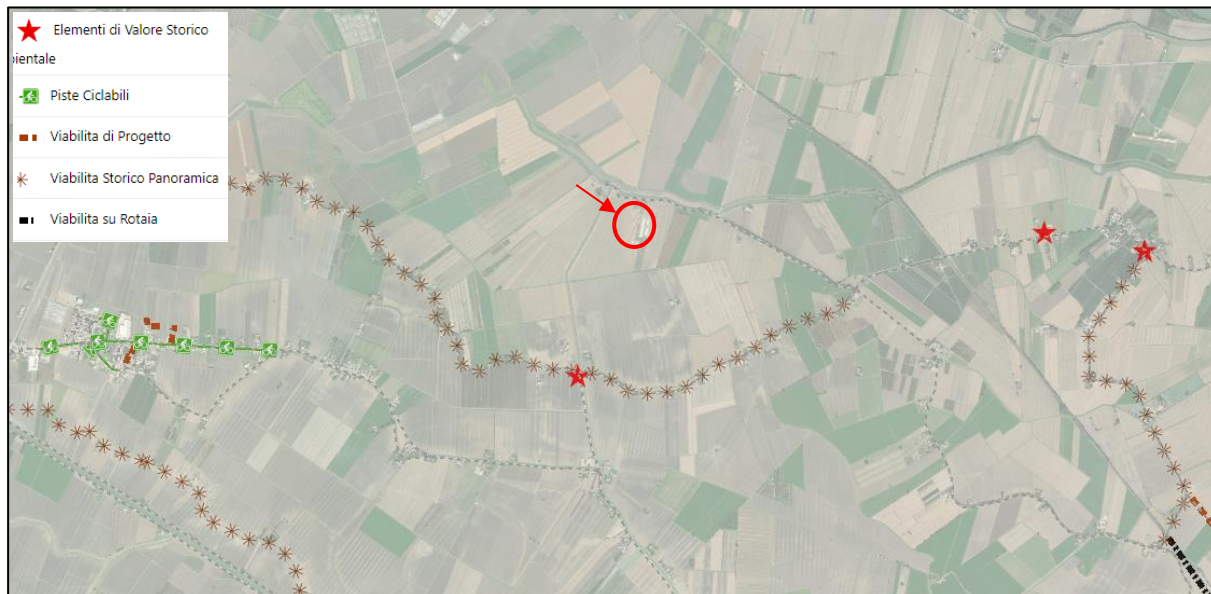 Elementi di Valore Storico
bientale
Piste Ciclabili
Viabilita di Progetto
Viabilita Storico Panoramica
Viabilita su Rotaia